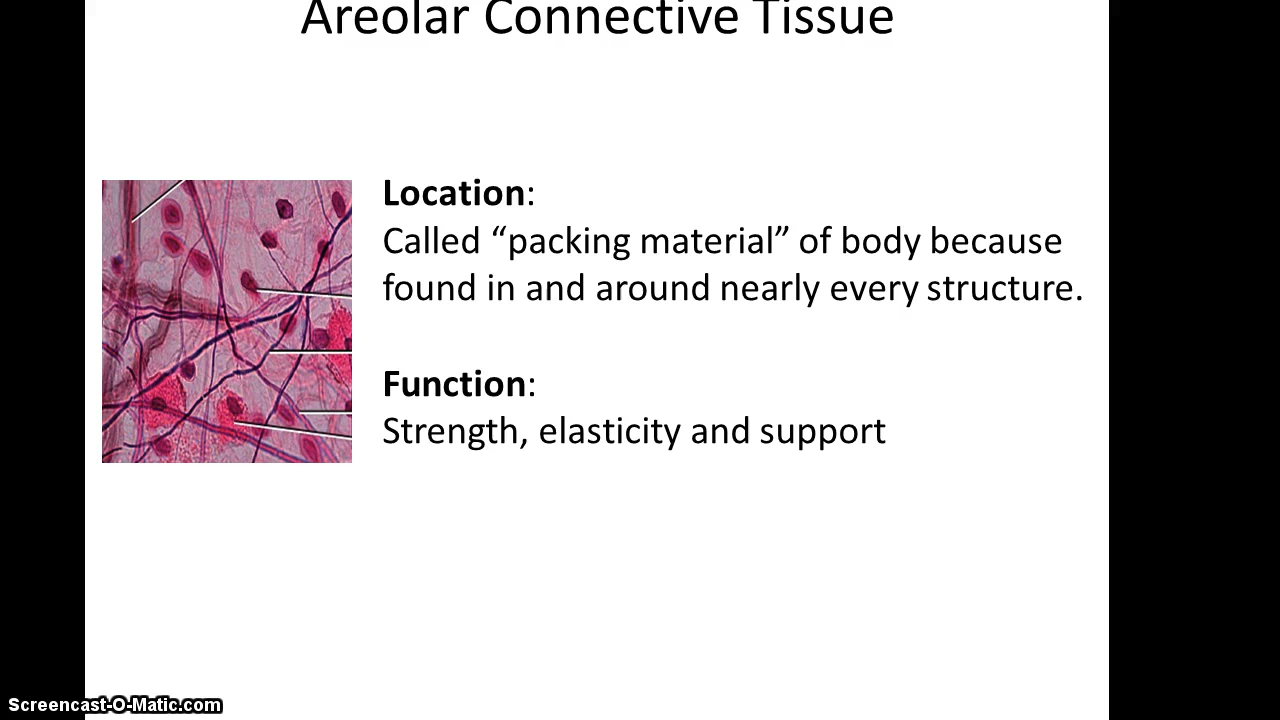 Areolar Connective Tissue
Location:
Called “packing material” of body because
found in and around nearly every structure.
Function:
Strength, elasticity and support
Screencast-O-Matic.com